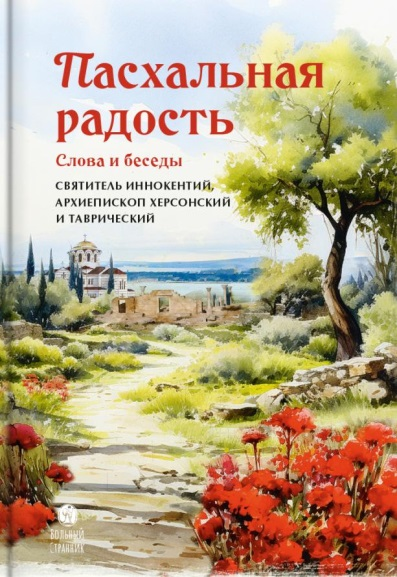 Пасхальная
радость
Слова и беседы
СВЯТИТЕЛЬ ИННОКЕНТИЙ,
АРХИЕПИСКОП ХЕРСОНСКИЙ
И ТАВРИЧЕСКИЙ
ВОЛЬНЫЙ
СТРАННИК